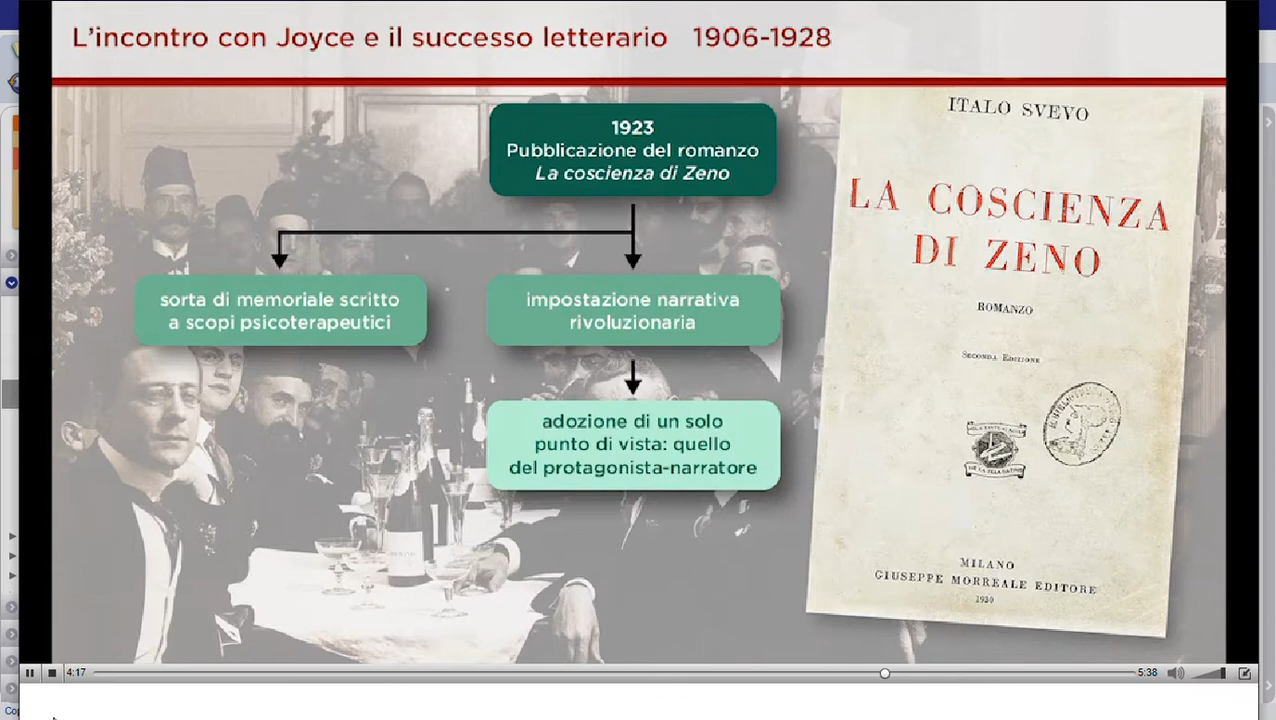 L'incontro con Joyce e il successo letterario 1906-1928
1923
Pubblicazione del romanzo
La coscienza di Zeno
sorta di memoriale scritto
a scopi psicoterapeutici
impostazione narrativa
rivoluzionaria
adozione di un solo
punto di vista: quello
del protagonista-narratore
ITALO SVEVO
LA COSCIENZA
DI ZENO
ROMANZO
SECONDA EDIZIONE
MILANO
GIUSEPPE MORREALE EDITORE
1930
4:17
5:38